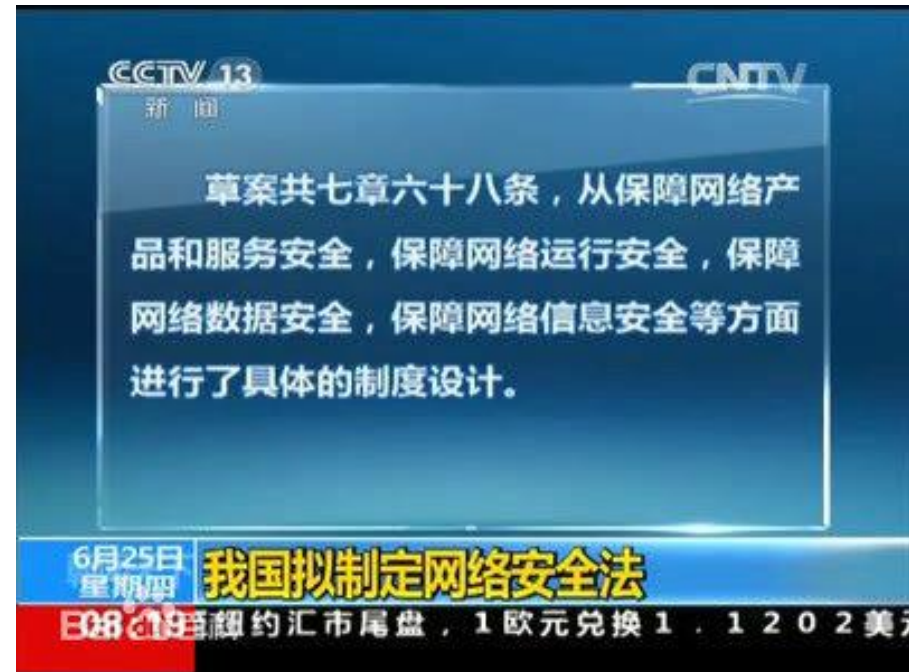 CCTV 13
CNTV
新闻
草案共七章六十八条，从保障网络产
品和服务安全，保障网络运行安全，保障
网络数据安全，保障网络信息安全等方面
进行了具体的制度设计。
6月25日
星期四
我国拟制定网络安全法
08:19
纽约汇市尾盘，1欧元兑换1.1202美